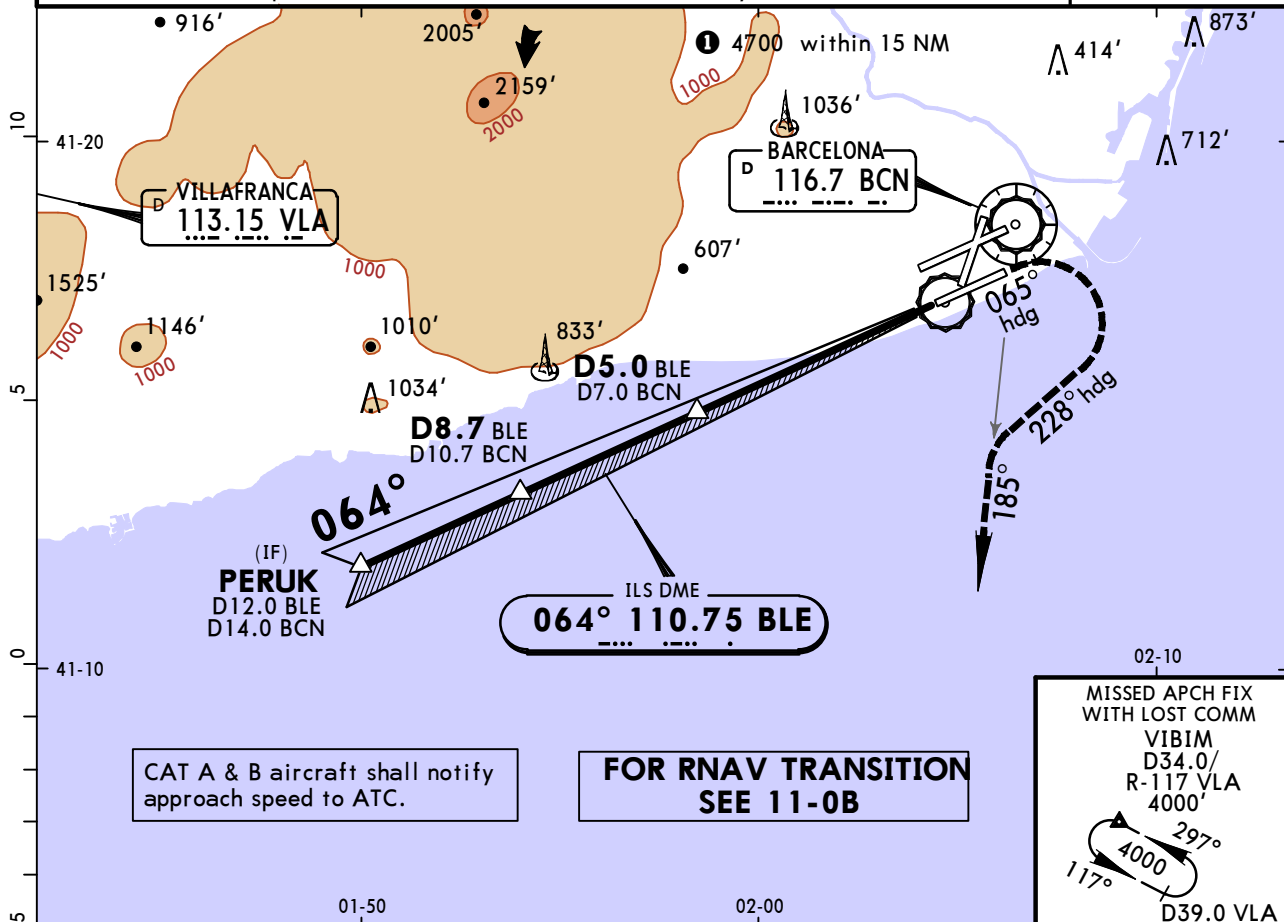 916'
2005'
❶ 4700 within 15 NM
873'
414'
2159'
2000
1000
1036'
10
41-20
712'
BARCELONA
D 116.7 BCN
VILLAFRANCA
D 113.15 VLA
607'
1000
1525'
1000
1146'
1000
1010'
833'
065°
hdg
D5.0 BLE
D7.0 BCN
1034'
5
228° hdg
D8.7 BLE
D10.7 BCN
064°
185°
(IF)
PERUK
D12.0 BLE
D14.0 BCN
ILS DME
064° 110.75 BLE
0
41-10
02-10
MISSED APCH FIX
WITH LOST COMM
VIBIM
D34.0/
R-117 VLA
4000'
297°
4000
117°
D39.0 VLA
CAT A & B aircraft shall notify
approach speed to ATC.
FOR RNAV TRANSITION
SEE 11-0B
5
01-50
02-00